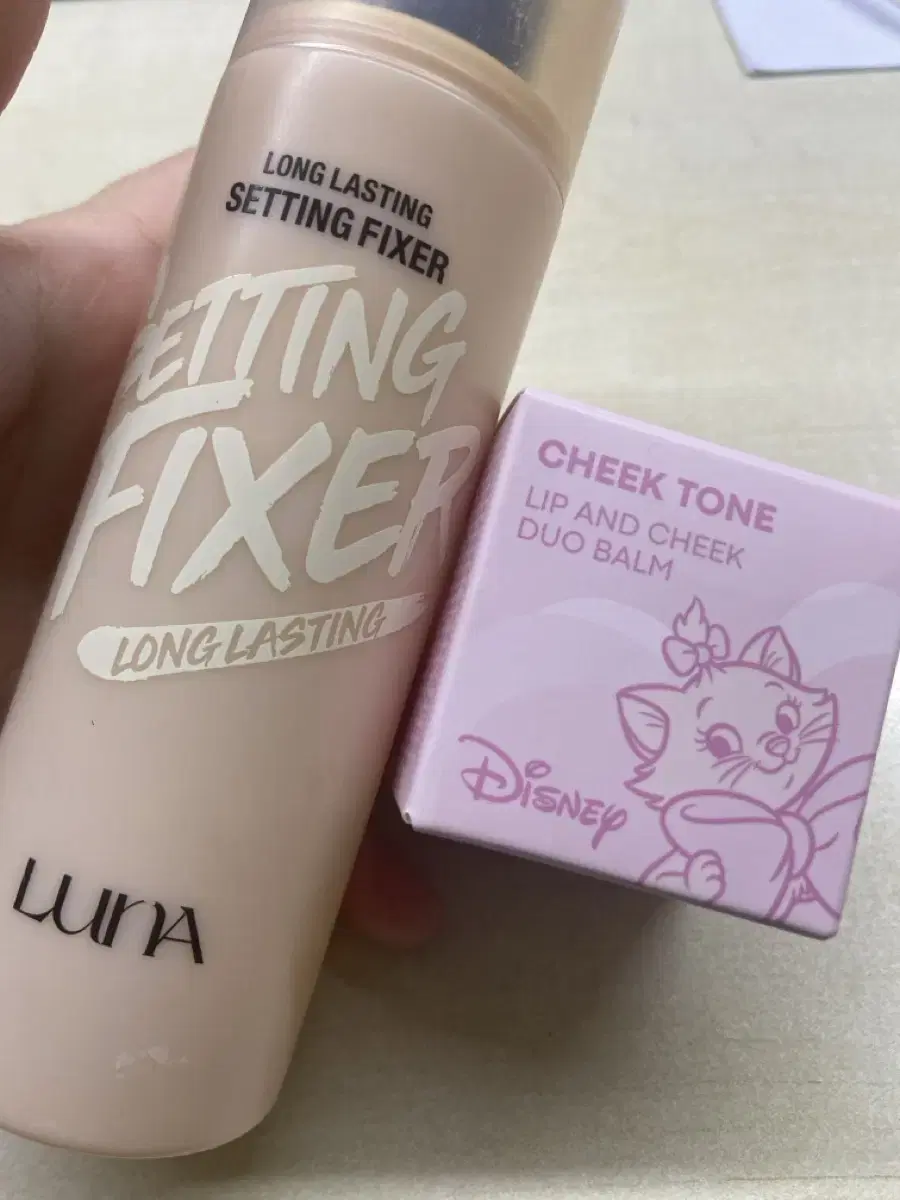 LONG LASTING
SETTING FIXER
SETTING
FIXER
LONG LASTING
LUNA
CHEEK TONE
LIP AND CHEEK
DUO BALM
DISNEY